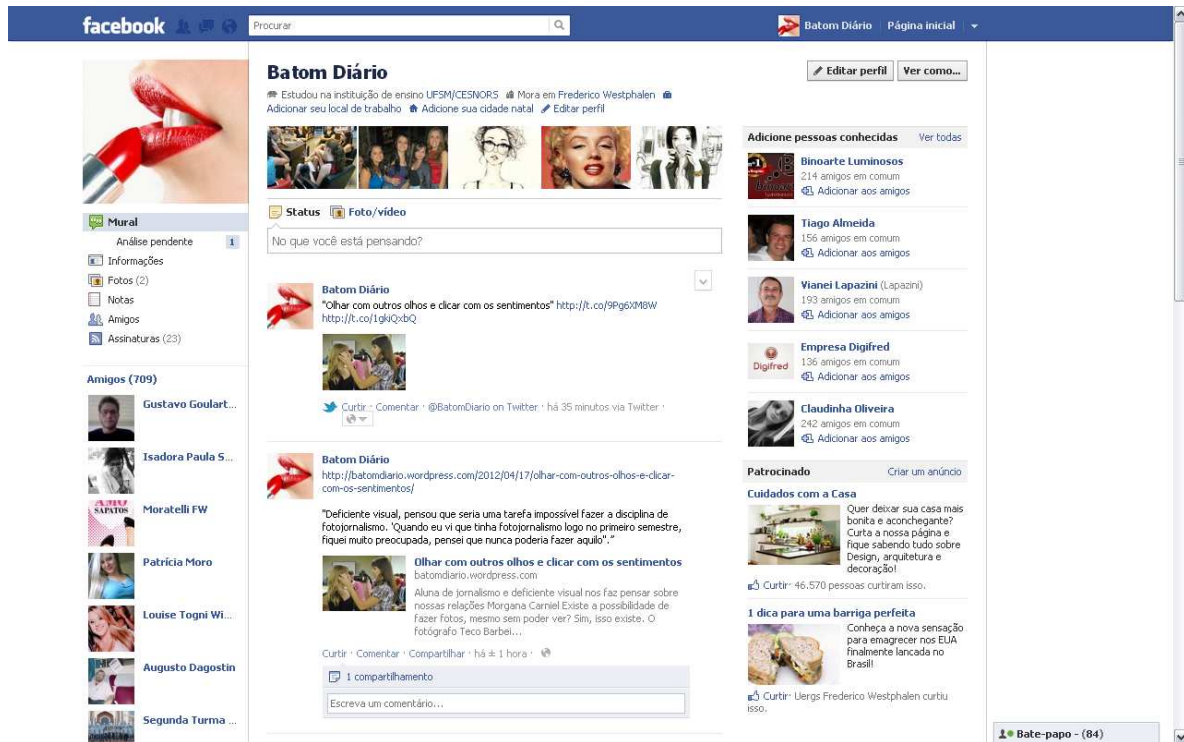 facebook
Procurar
Batom Diário
Página inicial
Batom Diário
Editar perfil
Ver como...
Estudou na instituição de ensino UFSM/CESNORS Mora em Frederico Westphalen
Adicionar seu local de trabalho Adicione sua cidade natal Editar perfil
Mural
Análise pendente 1
Informações
Fotos (2)
Notas
Amigos
Assinaturas (23)
Amigos (709)
Gustavo Goulart...
Isadora Paula S...
AMO
SAPATOS
Moratelli FW
Patrícia Moro
Louise Togni Wi...
Augusto Dagostin
Segunda Turma ...
Status Foto/vídeo
No que você está pensando?
Batom Diário
"Olhar com outros olhos e clicar com os sentimentos" http://t.co/9Pg6XM8W
http://t.co/1gkiQxbQ
Curtir · Comentar · @BatomDiario on Twitter · há 35 minutos via Twitter ·
Batom Diário
http://batomdiario.wordpress.com/2012/04/17/olhar-com-outros-olhos-e-clicar-
com-os-sentimentos/
"Deficiente visual, pensou que seria uma tarefa impossível fazer a disciplina de
fotojornalismo. 'Quando eu vi que tinha fotojornalismo logo no primeiro semestre,
fiquei muito preocupada, pensei que nunca poderia fazer aquilo"."
Olhar com outros olhos e clicar com os sentimentos
batomdiario.wordpress.com
Aluna de jornalismo e deficiente visual nos faz pensar sobre
nossas relações Morgana Carniel Existe a possibilidade de
fazer fotos, mesmo sem poder ver? Sim, isso existe. O
fotógrafo Teco Barbei...
Curtir · Comentar · Compartilhar · há ± 1 hora ·
1 compartilhamento
Escreva um comentário...
Adicione pessoas conhecidas Ver todas
Binoarte Luminosos
214 amigos em comum
Adicionar aos amigos
Tiago Almeida
156 amigos em comum
Adicionar aos amigos
Vianei Lapazini (Lapazini)
193 amigos em comum
Adicionar aos amigos
Digifred
Empresa Digifred
136 amigos em comum
Adicionar aos amigos
Claudinha Oliveira
242 amigos em comum
Adicionar aos amigos
Patrocinado Criar um anúncio
Cuidados com a Casa
Quer deixar sua casa mais
bonita e aconchegante?
Curta a nossa página e
fique sabendo tudo sobre
Design, arquitetura e
decoração!
Curtir · 46.570 pessoas curtiram isso.
1 dica para uma barriga perfeita
Conheça a nova sensação
para emagrecer nos EUA
finalmente lancada no
Brasil!
Curtir · Uergs Frederico Westphalen curtiu
isso.
Bate-papo - (84)